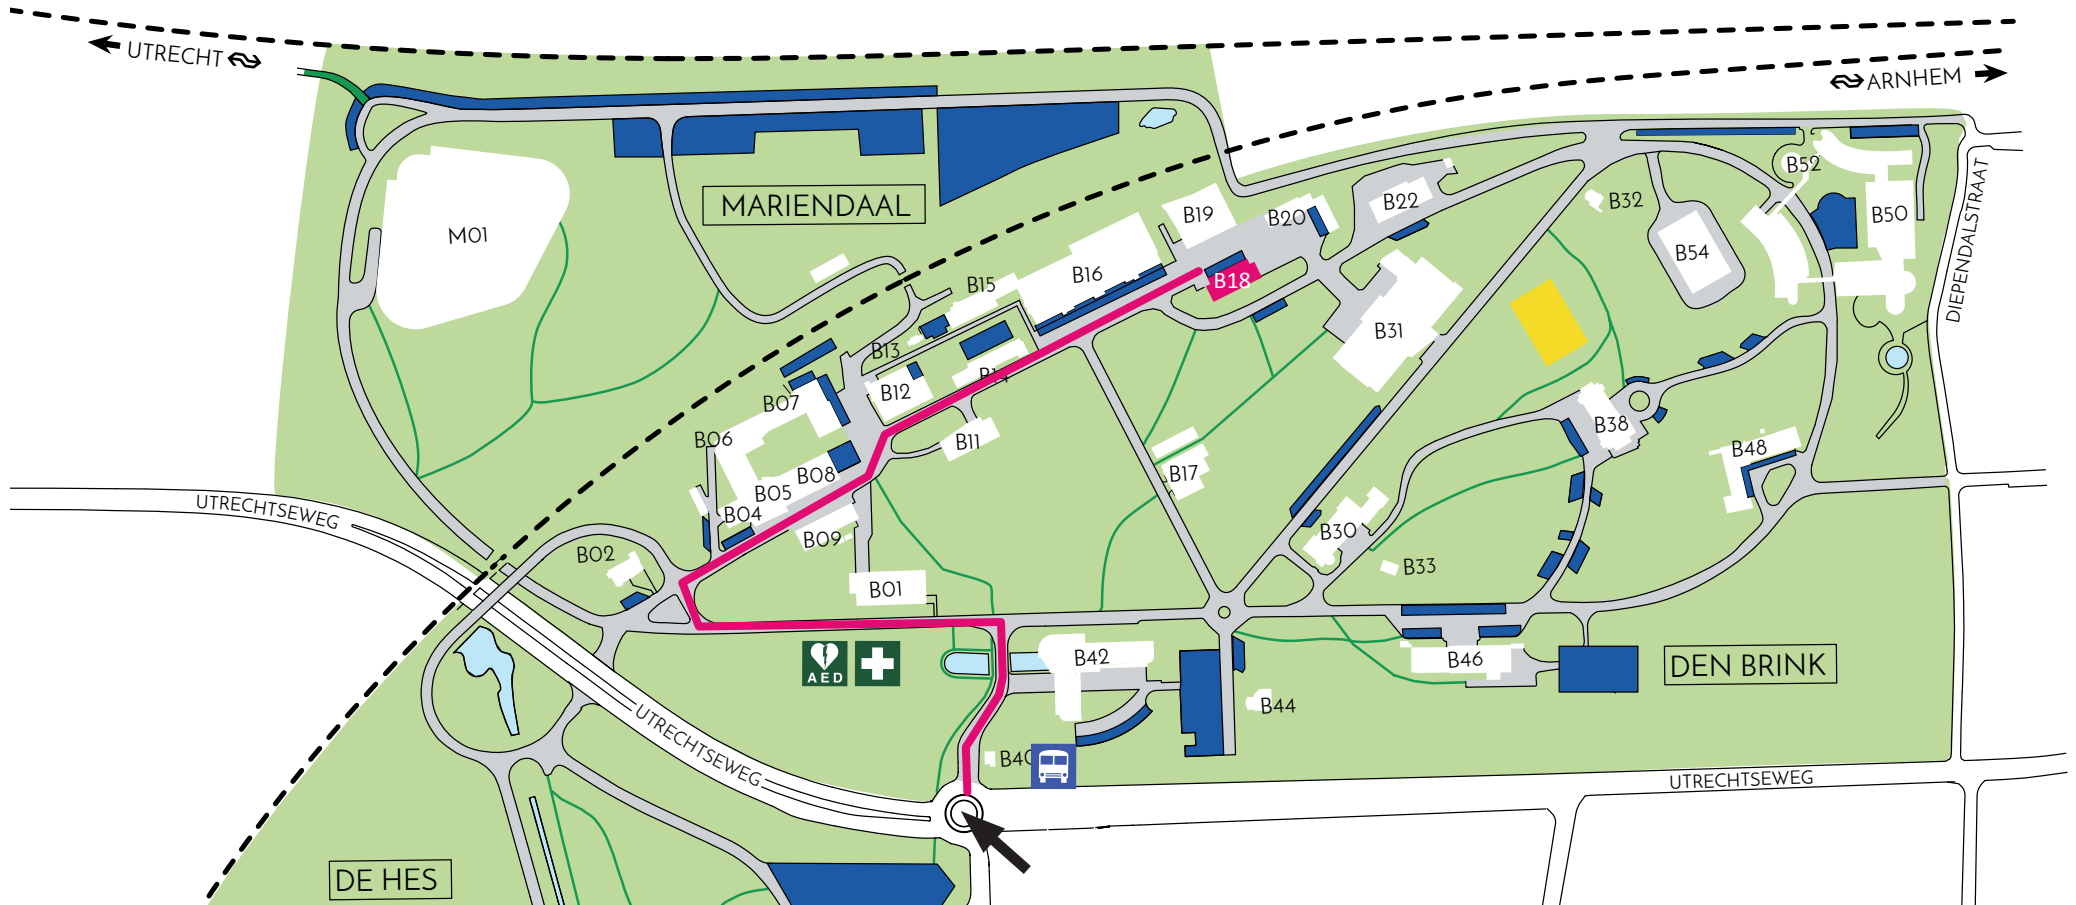 UTRECHT
ARNHEM
MARIENDAAL
M01
B52
B50
DIEPENDALSTRAAT
B32
B54
B22
B19
B20
B18
B16
B15
B31
B13
B14
B12
B07
B06
B11
B08
B05
B04
B09
B17
B38
B48
B30
B33
B02
B01
UTRECHTSEWEG
AED
B42
B46
DEN BRINK
B44
B40
UTRECHTSEWEG
UTRECHTSEWEG
DE HES